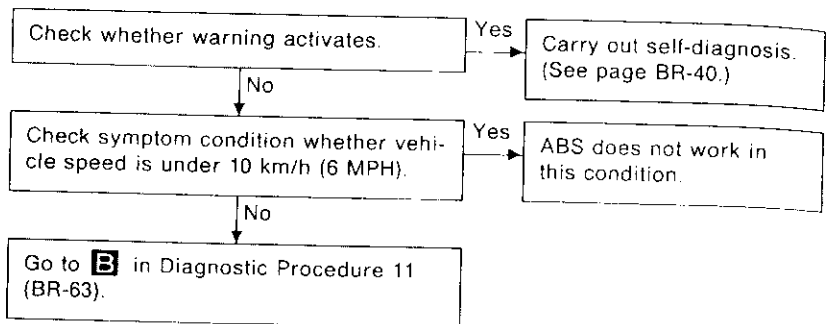 Check whether warning activates.
Yes
Carry out self-diagnosis.
(See page BR-40.)
No
Check symptom condition whether vehi-
cle speed is under 10 km/h (6 MPH).
Yes
ABS does not work in
this condition.
No
Go to B in Diagnostic Procedure 11
(BR-63).